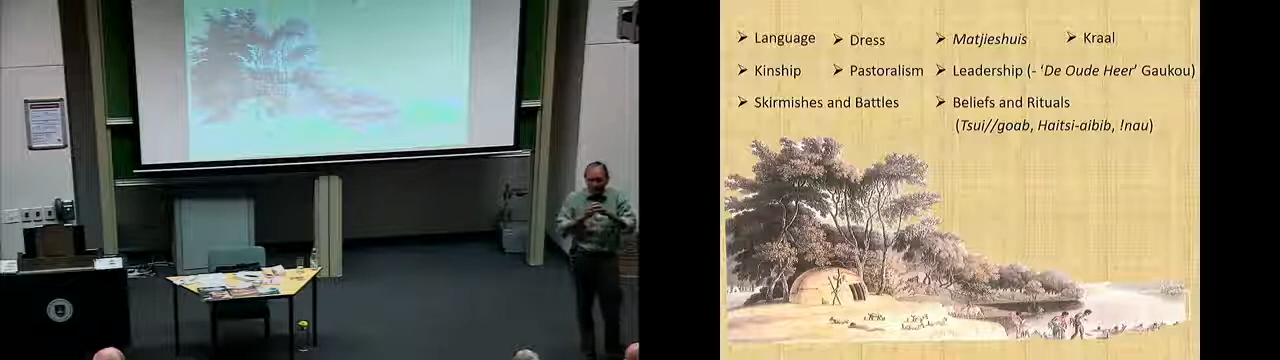 ➢ Language ➢ Dress ➢ Matjieshuis ➢ Kraal
➢ Kinship ➢ Pastoralism ➢ Leadership (- ‘De Oude Heer’ Gaukou)
➢ Skirmishes and Battles ➢ Beliefs and Rituals
(Tsui//goab, Haitsi-aibib, !nau)